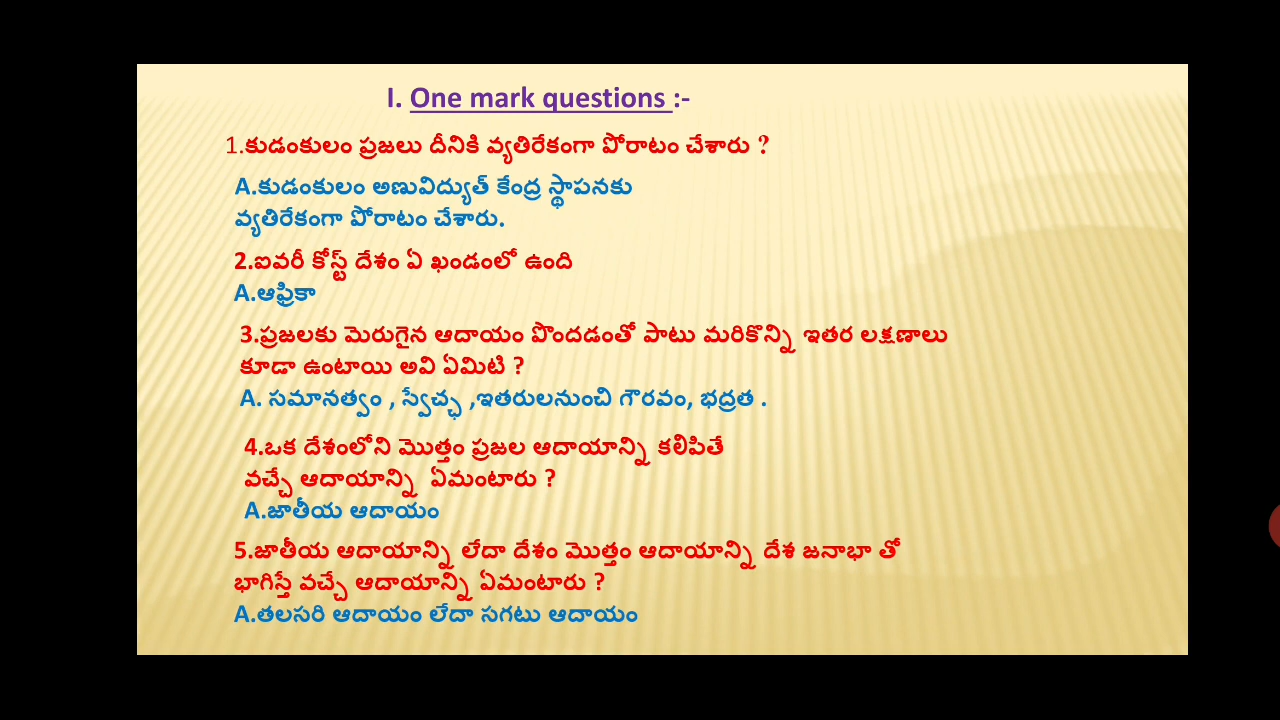 I. One mark questions :-
1.కుడంకులం ప్రజలు దీనికి వ్యతిరేకంగా పోరాటం చేశారు ?
A.కుడంకులం అణువిద్యుత్ కేంద్ర స్థాపనకు
వ్యతిరేకంగా పోరాటం చేశారు.
2.ఐవరీ కోస్ట్ దేశం ఏ ఖండంలో ఉంది
A.ఆఫ్రికా
3.ప్రజలకు మెరుగైన ఆదాయం పొందడంతో పాటు మరికొన్ని ఇతర లక్షణాలు
కూడా ఉంటాయి అవి ఏమిటి ?
A. సమానత్వం , స్వేచ్ఛ ,ఇతరులనుంచి గౌరవం, భద్రత .
4.ఒక దేశంలోని మొత్తం ప్రజల ఆదాయాన్ని కలిపితే
వచ్చే ఆదాయాన్ని ఏమంటారు ?
A.జాతీయ ఆదాయం
5.జాతీయ ఆదాయాన్ని లేదా దేశం మొత్తం ఆదాయాన్ని దేశ జనాభా తో
భాగిస్తే వచ్చే ఆదాయాన్ని ఏమంటారు ?
A.తలసరి ఆదాయం లేదా సగటు ఆదాయం